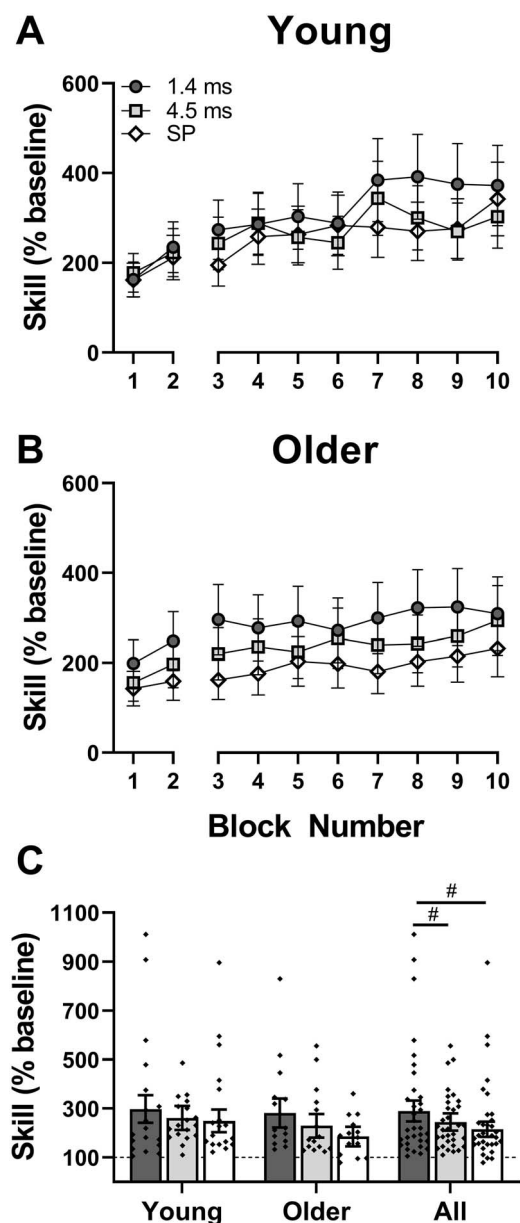 A
Young
1.4 ms
4.5 ms
SP
Skill (% baseline)
600
400
200
0
1 2 3 4 5 6 7 8 9 10
B
Older
Skill (% baseline)
600
400
200
0
1 2 3 4 5 6 7 8 9 10
Block Number
C
Skill (% baseline)
1100
900
700
500
300
100
#
#
Young Older All